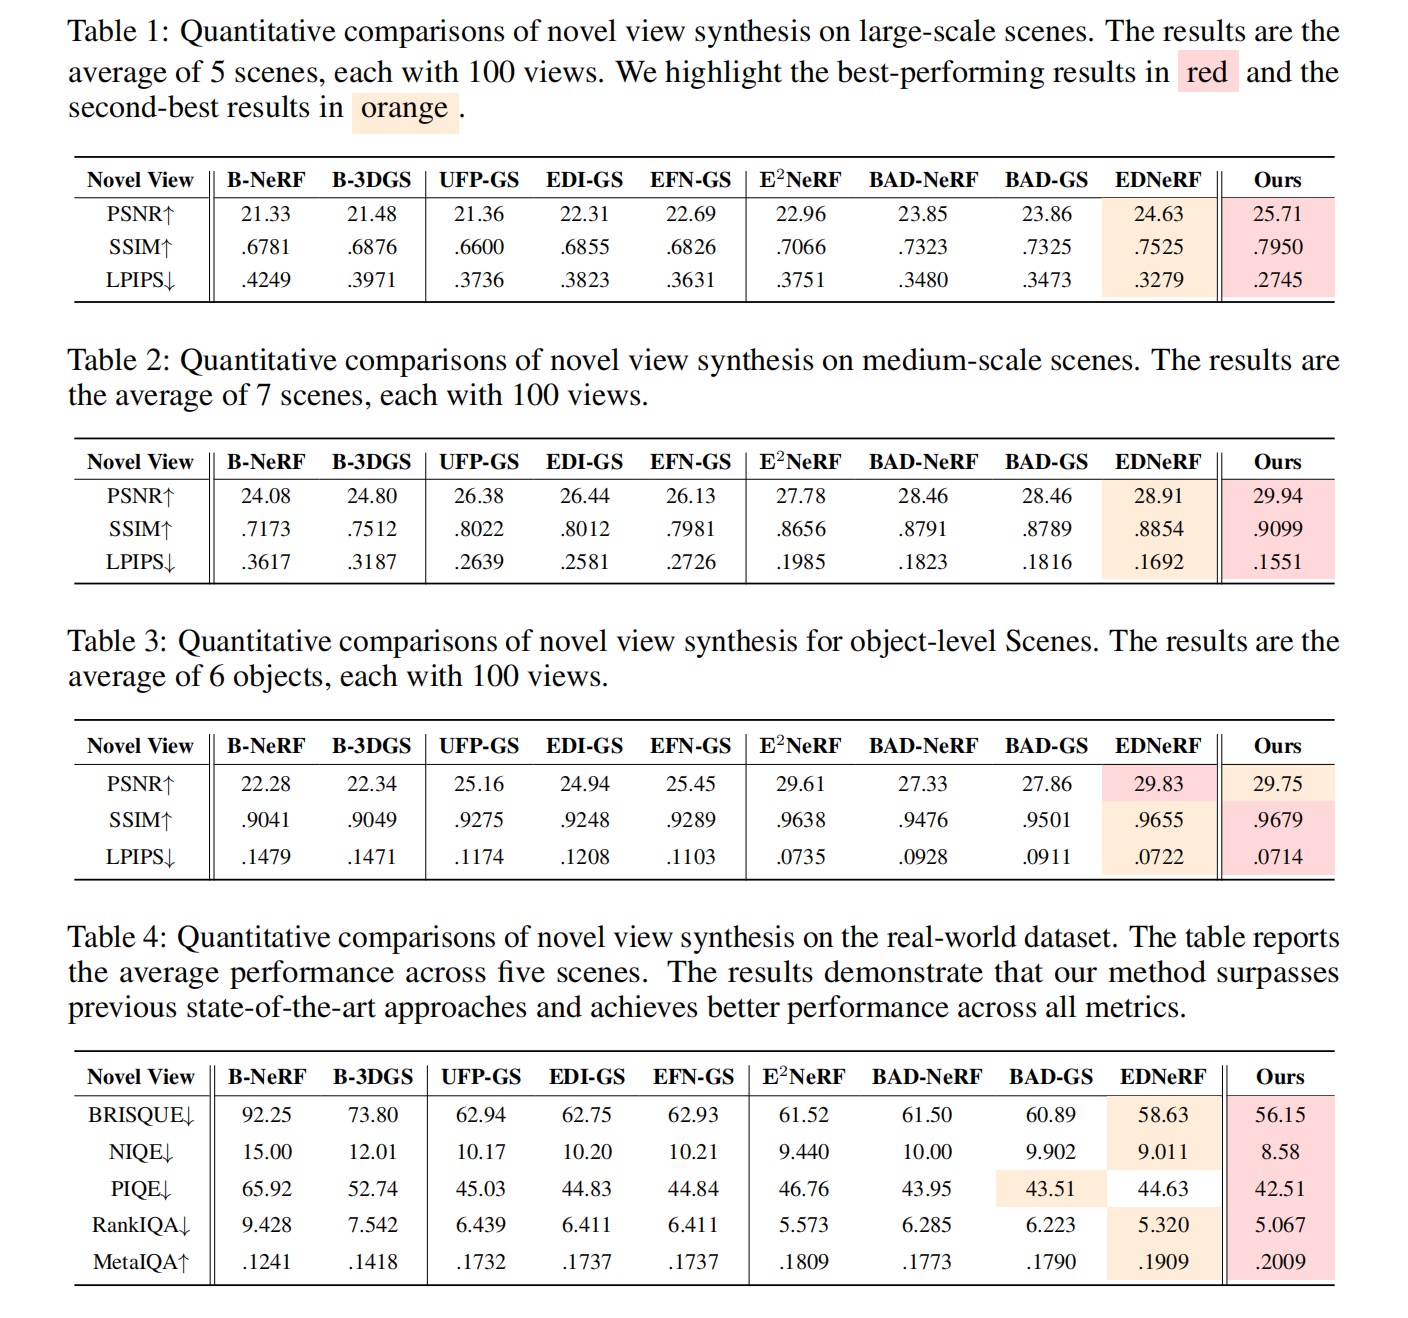 Table 1: Quantitative comparisons of novel view synthesis on large-scale scenes. The results are the
average of 5 scenes, each with 100 views. We highlight the best-performing results in red and the
second-best results in orange .
Novel View B-NeRF B-3DGS UFP-GS EDI-GS EFN-GS E²NeRF BAD-NeRF BAD-GS EDNeRF Ours
PSNR↑ 21.33 21.48 21.36 22.31 22.69 22.96 23.85 23.86 24.63 25.71
SSIM↑ .6781 .6876 .6600 .6855 .6826 .7066 .7323 .7325 .7525 .7950
LPIPS↓ .4249 .3971 .3736 .3823 .3631 .3751 .3480 .3473 .3279 .2745
Table 2: Quantitative comparisons of novel view synthesis on medium-scale scenes. The results are
the average of 7 scenes, each with 100 views.
Novel View B-NeRF B-3DGS UFP-GS EDI-GS EFN-GS E²NeRF BAD-NeRF BAD-GS EDNeRF Ours
PSNR↑ 24.08 24.80 26.38 26.44 26.13 27.78 28.46 28.46 28.91 29.94
SSIM↑ .7173 .7512 .8022 .8012 .7981 .8656 .8791 .8789 .8854 .9099
LPIPS↓ .3617 .3187 .2639 .2581 .2726 .1985 .1823 .1816 .1692 .1551
Table 3: Quantitative comparisons of novel view synthesis for object-level Scenes. The results are the
average of 6 objects, each with 100 views.
Novel View B-NeRF B-3DGS UFP-GS EDI-GS EFN-GS E²NeRF BAD-NeRF BAD-GS EDNeRF Ours
PSNR↑ 22.28 22.34 25.16 24.94 25.45 29.61 27.33 27.86 29.83 29.75
SSIM↑ .9041 .9049 .9275 .9248 .9289 .9638 .9476 .9501 .9655 .9679
LPIPS↓ .1479 .1471 .1174 .1208 .1103 .0735 .0928 .0911 .0722 .0714
Table 4: Quantitative comparisons of novel view synthesis on the real-world dataset. The table reports
the average performance across five scenes. The results demonstrate that our method surpasses
previous state-of-the-art approaches and achieves better performance across all metrics.
Novel View B-NeRF B-3DGS UFP-GS EDI-GS EFN-GS E²NeRF BAD-NeRF BAD-GS EDNeRF Ours
BRISQUE↓ 92.25 73.80 62.94 62.75 62.93 61.52 61.50 60.89 58.63 56.15
NIQE↓ 15.00 12.01 10.17 10.20 10.21 9.440 10.00 9.902 9.011 8.58
PIQE↓ 65.92 52.74 45.03 44.83 44.84 46.76 43.95 43.51 44.63 42.51
RankIQA↓ 9.428 7.542 6.439 6.411 6.411 5.573 6.285 6.223 5.320 5.067
MetaIQA↑ .1241 .1418 .1732 .1737 .1737 .1809 .1773 .1790 .1909 .2009